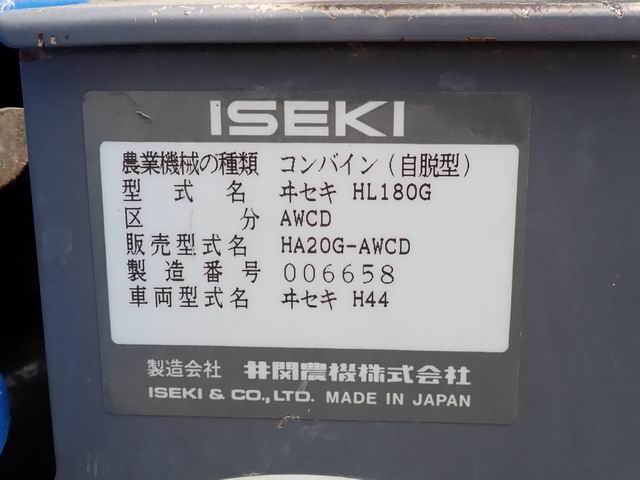 ISEKI
農業機械の種類 コンバイン(自脱型)
型式名 ヰセキ HL180G
区分 AWCD
販売型式名 HA20G-AWCD
製造番号 006658
車両型式名 ヰセキ H44
製造会社 井関農機株式会社
ISEKI & CO., LTD. MADE IN JAPAN